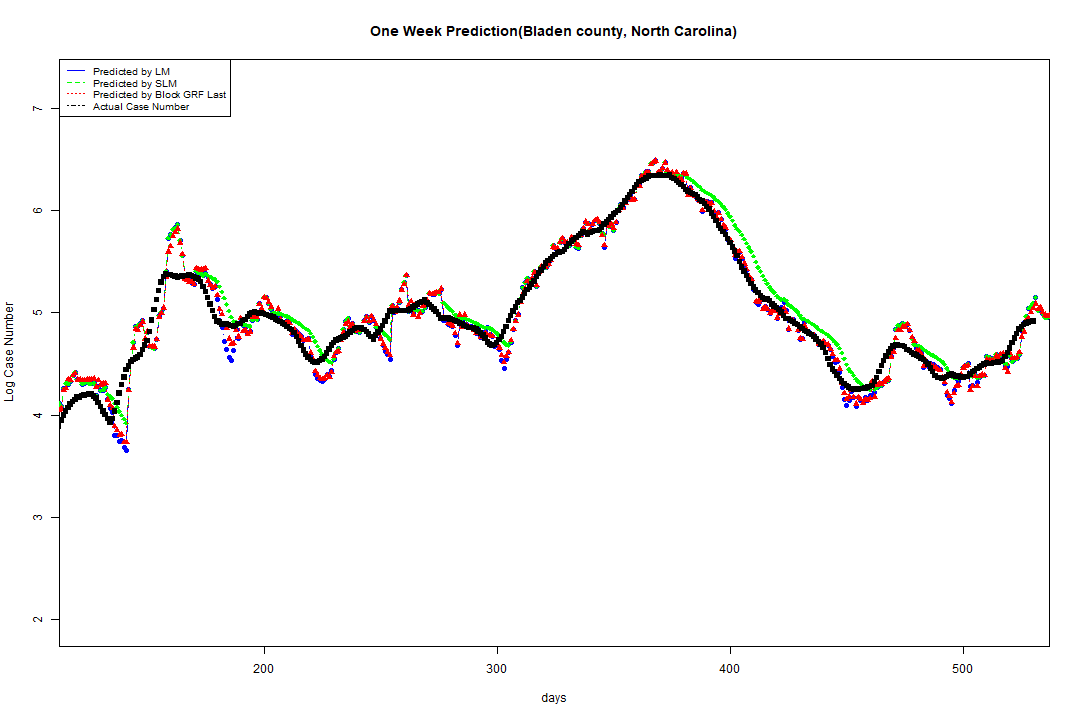 One Week Prediction(Bladen county, North Carolina)
Predicted by LM
Predicted by SLM
Predicted by Block GRF Last
Actual Case Number
Log Case Number
7
6
5
4
3
2
200 300 400 500
days